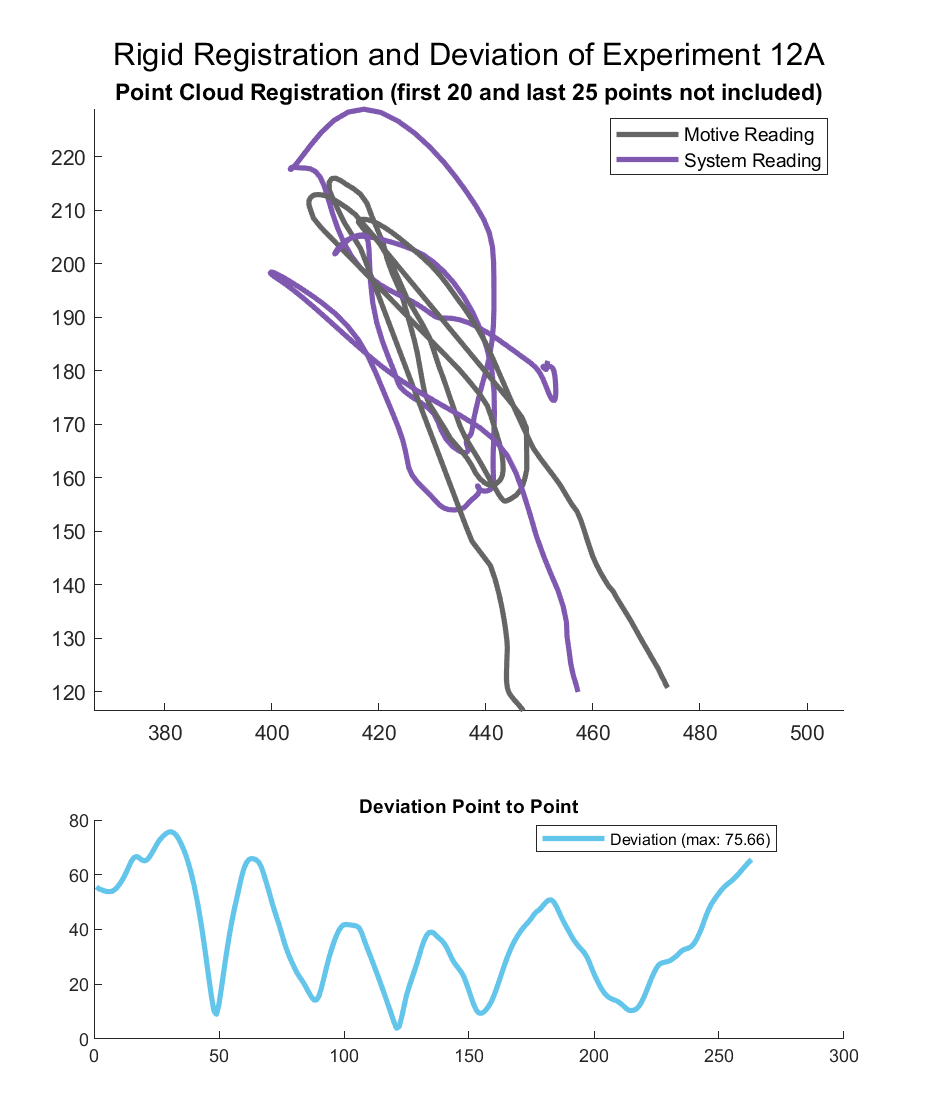 Rigid Registration and Deviation of Experiment 12A
Point Cloud Registration (first 20 and last 25 points not included)
Motive Reading
System Reading
220
210
200
190
180
170
160
150
140
130
120
380 400 420 440 460 480 500
Deviation Point to Point
Deviation (max: 75.66)
80
60
40
20
0
0 50 100 150 200 250 300